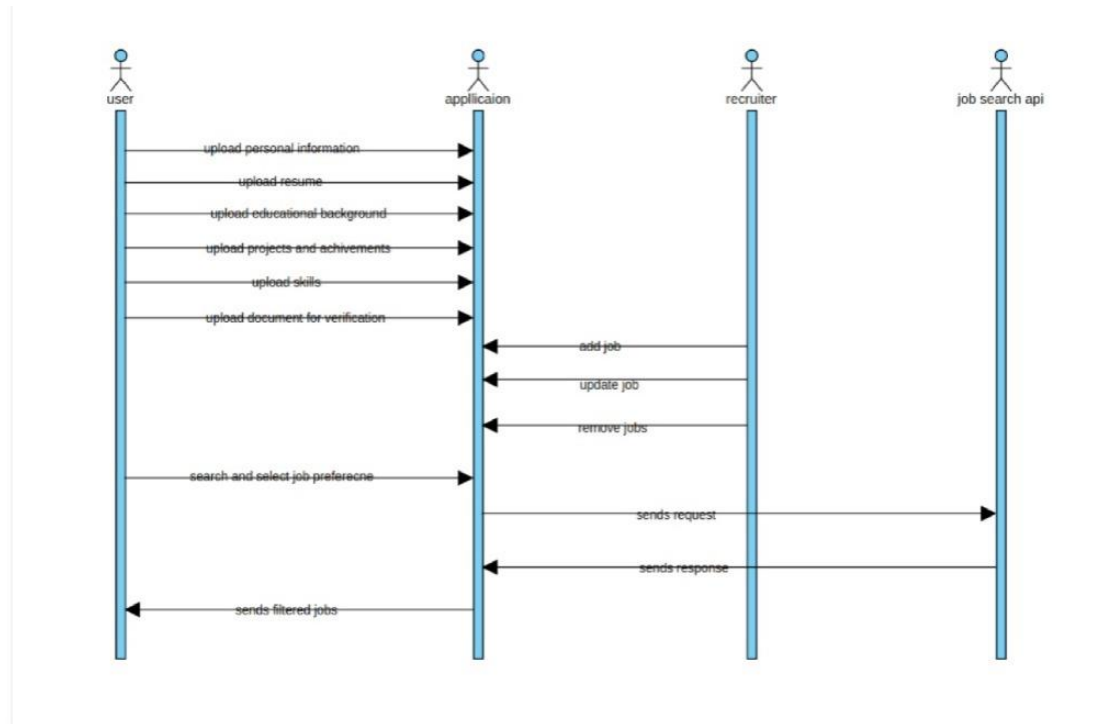 user
appllicaion
recruiter
job search api
upload personal information
upload resume
upload educational background
upload projects and achivements
upload skills
upload document for verification
add job
update job
remove jobs
search and select job preferecne
sends request
sends response
sends filtered jobs